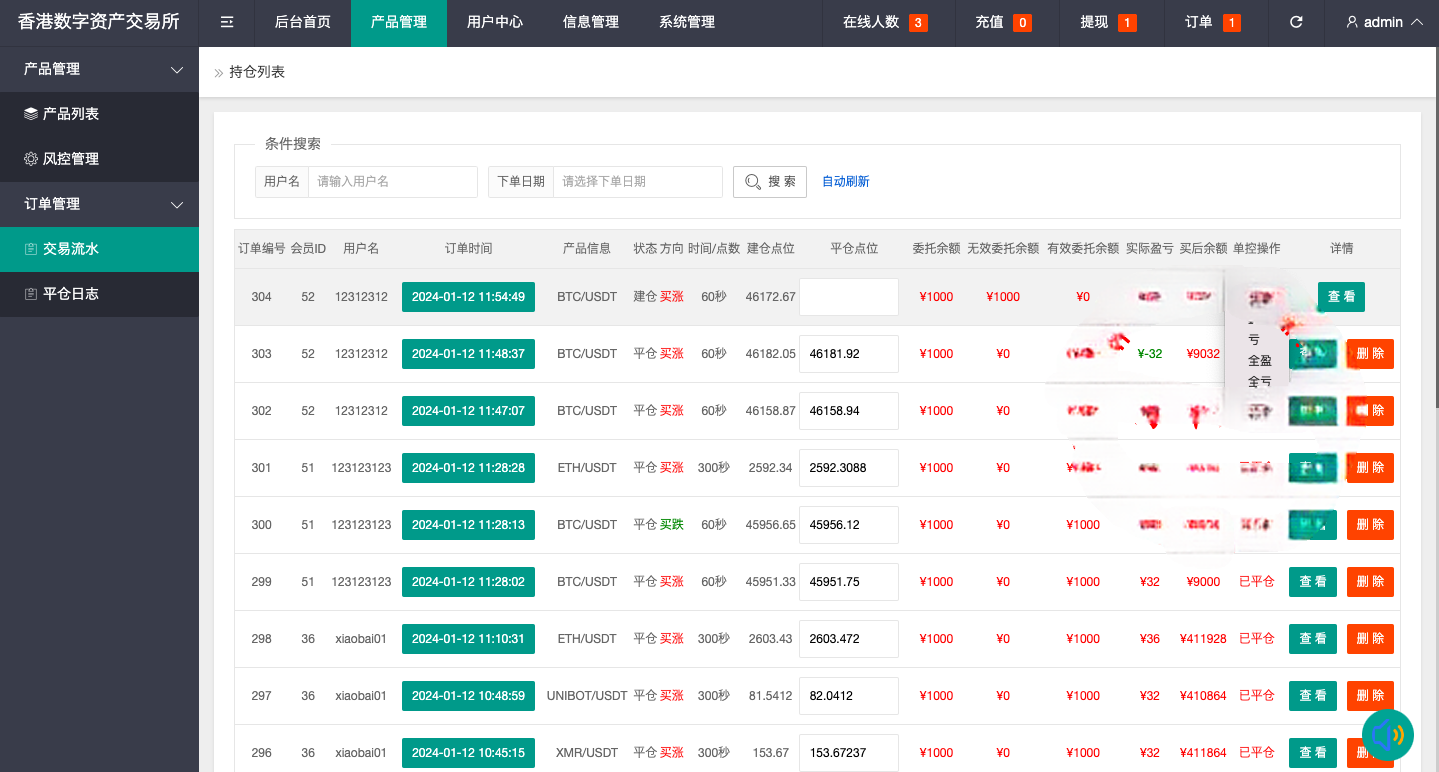 香港数字资产交易所 后台首页 产品管理 用户中心 信息管理 系统管理 在线人数 3 充值 0 提现 1 订单 1 admin
产品管理
产品列表
风控管理
订单管理
交易流水
平仓日志
持仓列表
条件搜索
用户名 请输入用户名 下单日期 请选择下单日期 搜 索 自动刷新
订单编号 会员ID 用户名 订单时间 产品信息 状态 方向 时间/点数 建仓点位 平仓点位 委托余额 无效委托余额 有效委托余额 实际盈亏 买后余额 单控操作 详情
304 52 12312312 2024-01-12 11:54:49 BTC/USDT 建仓 买涨 60秒 46172.67 ¥1000 ¥1000 ¥0 查 看
亏
全盈
全亏
303 52 12312312 2024-01-12 11:48:37 BTC/USDT 平仓 买涨 60秒 46182.05 46181.92 ¥1000 ¥0 ¥-32 ¥9032 删 除
302 52 12312312 2024-01-12 11:47:07 BTC/USDT 平仓 买涨 60秒 46158.87 46158.94 ¥1000 ¥0 除
301 51 123123123 2024-01-12 11:28:28 ETH/USDT 平仓 买涨 300秒 2592.34 2592.3088 ¥1000 ¥0 删 除
300 51 123123123 2024-01-12 11:28:13 BTC/USDT 平仓 买跌 60秒 45956.65 45956.12 ¥1000 ¥0 ¥1000 删 除
299 51 123123123 2024-01-12 11:28:02 BTC/USDT 平仓 买涨 60秒 45951.33 45951.75 ¥1000 ¥0 ¥1000 ¥32 ¥9000 已平仓 查 看 删 除
298 36 xiaobai01 2024-01-12 11:10:31 ETH/USDT 平仓 买涨 300秒 2603.43 2603.472 ¥1000 ¥0 ¥1000 ¥36 ¥411928 已平仓 查 看 删 除
297 36 xiaobai01 2024-01-12 10:48:59 UNIBOT/USDT 平仓 买涨 300秒 81.5412 82.0412 ¥1000 ¥0 ¥1000 ¥32 ¥410864 已平仓 查 看 删 除
296 36 xiaobai01 2024-01-12 10:45:15 XMR/USDT 平仓 买涨 300秒 153.67 153.67237 ¥1000 ¥0 ¥1000 ¥32 ¥411864 已平仓 查 看 删